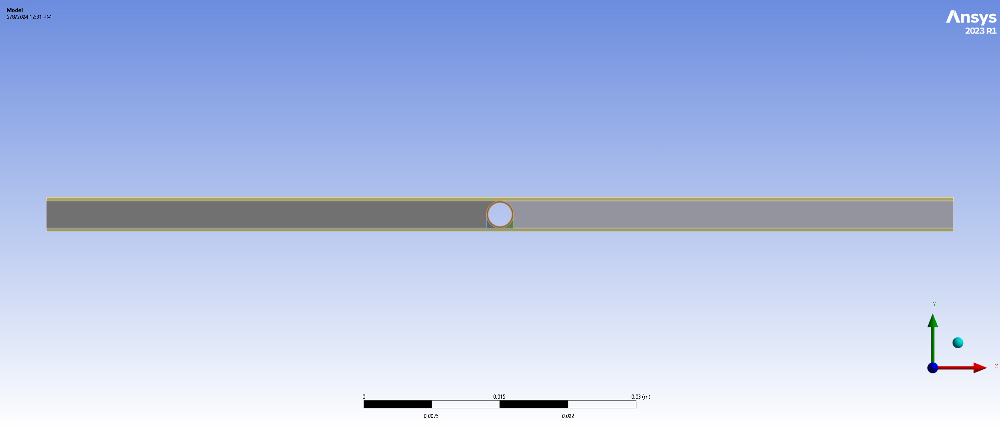 Model
2/8/2024 12:31 PM
Ansys
2023 R1
Y
X
0
0.015
0.03 (m)
0.0075
0.022